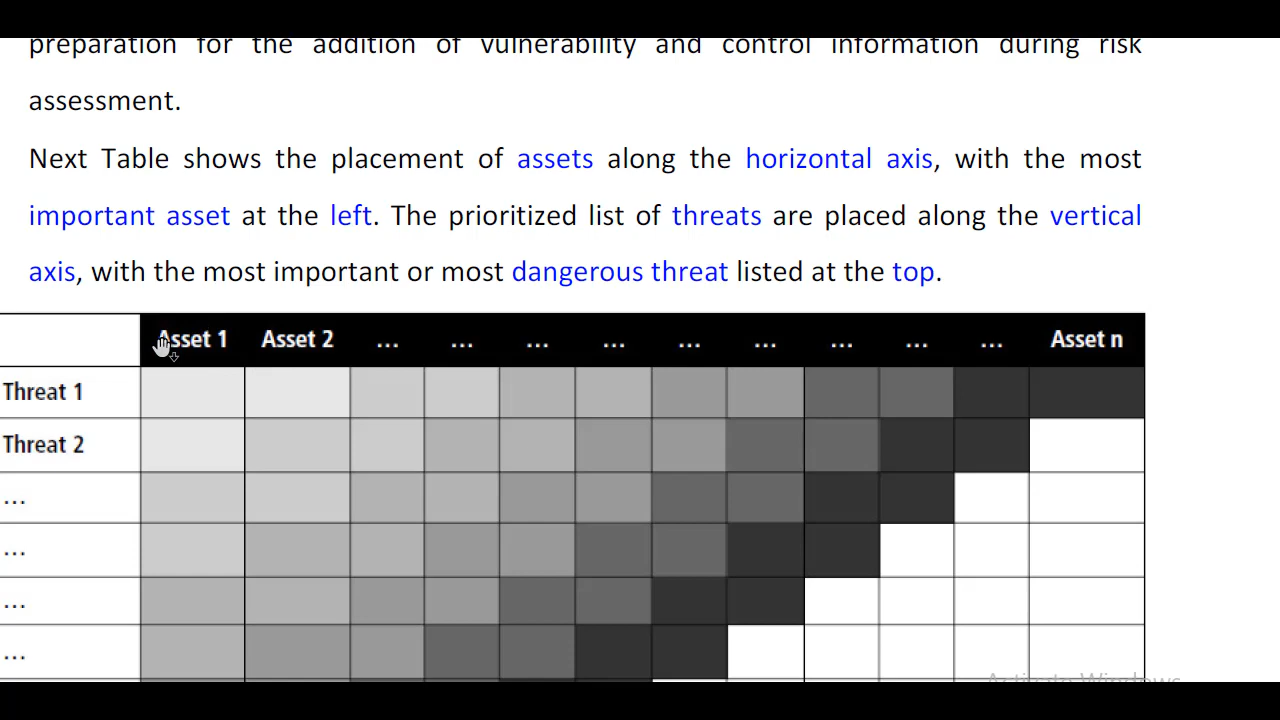 preparation for the addition of vulnerability and control information during risk
assessment.
Next Table shows the placement of assets along the horizontal axis, with the most
important asset at the left. The prioritized list of threats are placed along the vertical
axis, with the most important or most dangerous threat listed at the top.
Asset 1 Asset 2 ... ... ... ... ... ... ... ... ... Asset n
Threat 1
Threat 2
...
...
...
...
Activate Windows